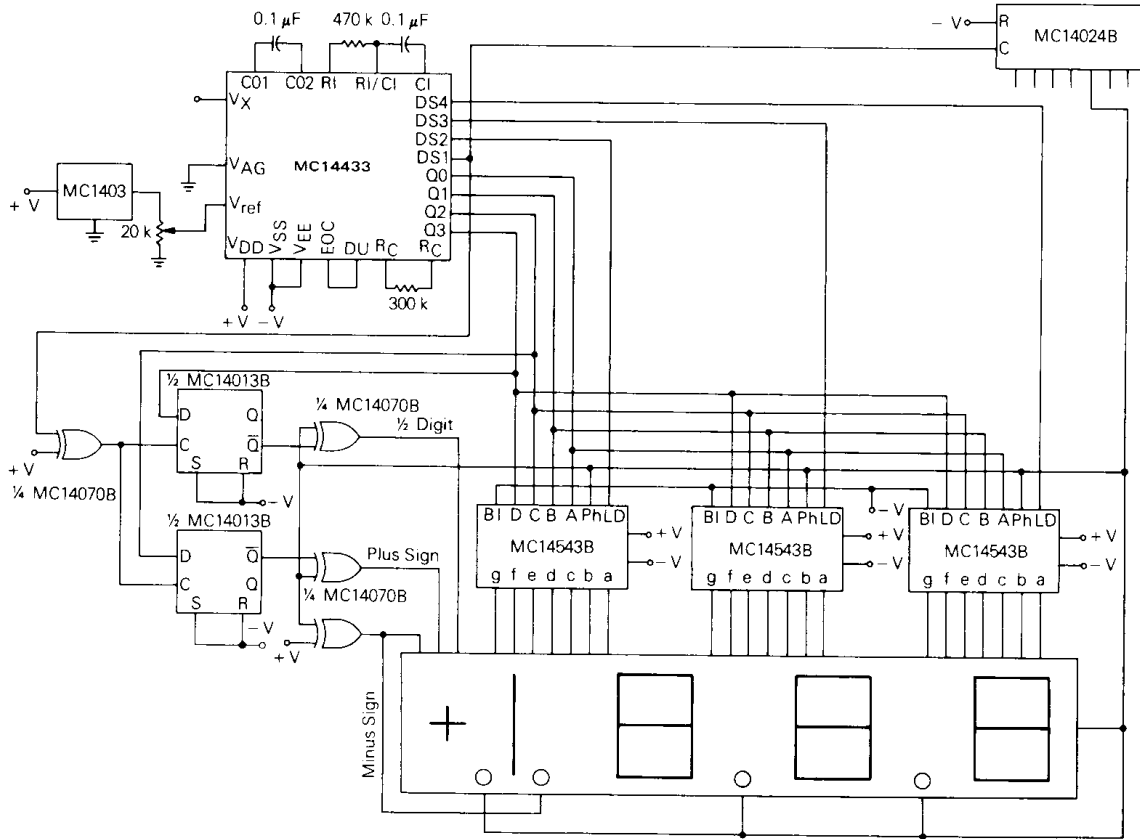 0.1 µF 470 k 0.1 µF
C01 C02 RI RI/CI CI
VX
VAG
Vref
VDD
VSS
VEE
EOC
DU
RC
RC
MC14433
DS4
DS3
DS2
DS1
Q0
Q1
Q2
Q3
MC1403
+ V
20 k
+ V
- V
300 k
- V
R
C
MC14024B
½ MC14013B
D Q
C Q̅
S R
- V
+ V
¼ MC14070B
¼ MC14070B
½ Digit
½ MC14013B
D Q̅
C Q
S R
- V
Plus Sign
¼ MC14070B
+ V
Minus Sign
BI D C B A Ph LD
MC14543B
g f e d c b a
+ V
- V
BI D C B A Ph LD
MC14543B
g f e d c b a
- V
+ V
- V
BI D C B A Ph LD
MC14543B
g f e d c b a
+ V
- V